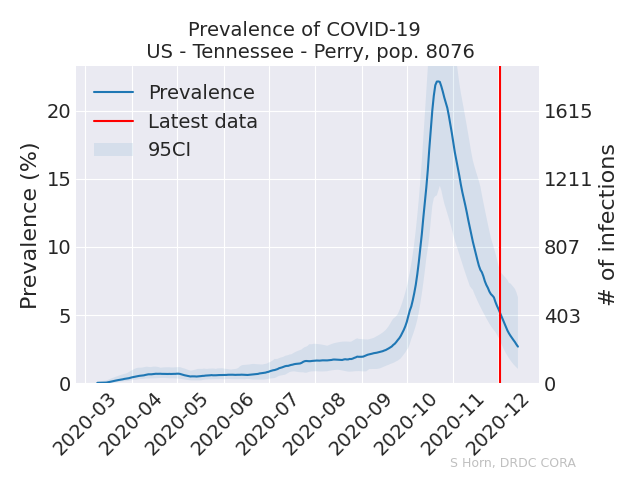 Prevalence of COVID-19
US - Tennessee - Perry, pop. 8076
Prevalence
Latest data
95CI
Prevalence (%)
20
15
10
5
0
1615
1211
807
403
0
# of infections
2020-03
2020-04
2020-05
2020-06
2020-07
2020-08
2020-09
2020-10
2020-11
2020-12
S Horn, DRDC CORA